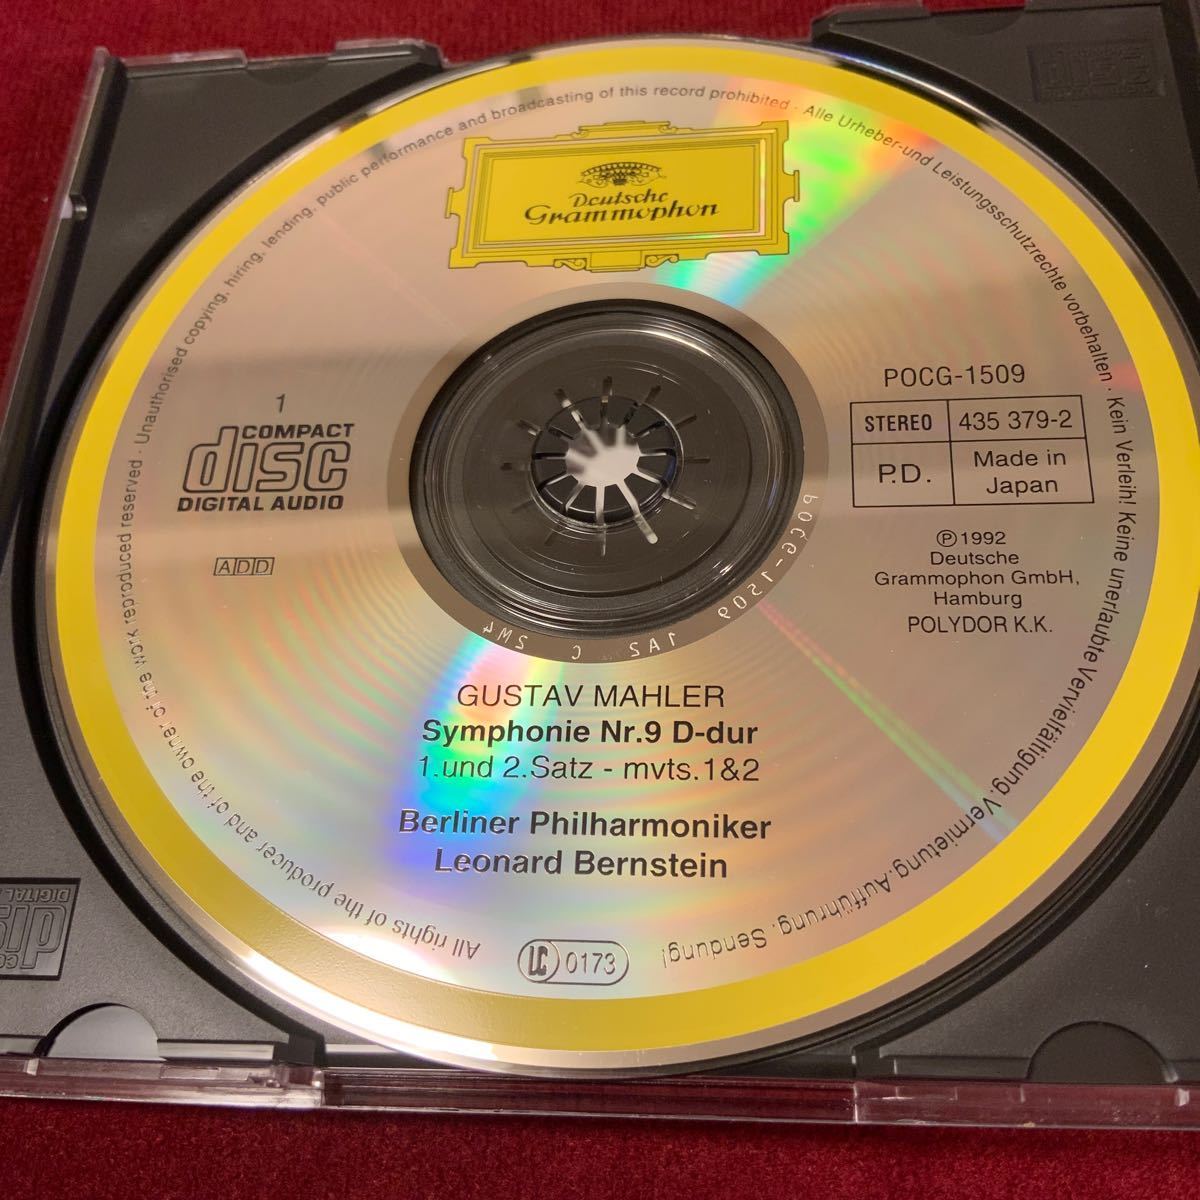 Unauthorised copying, hiring, lending, public performance and broadcasting of this record prohibited · Alle Urheber-und Leistungsschutzrechte vorbehalten · Kein Verleih! Keine unerlaubte Vervielfältigung, Vermietung, Aufführung, Sendung!
All rights of the producer and of the owner of the work reproduced reserved ·
Deutsche
Grammophon
1
COMPACT
disc
DIGITAL AUDIO
ADD
POCG-1509
STEREO 435 379-2
P.D. Made in
Japan
℗1992
Deutsche
Grammophon GmbH,
Hamburg
POLYDOR K.K.
POCG-1509
GUSTAV MAHLER
Symphonie Nr.9 D-dur
1.und 2.Satz - mvts.1&2
Berliner Philharmoniker
Leonard Bernstein
LC 0173